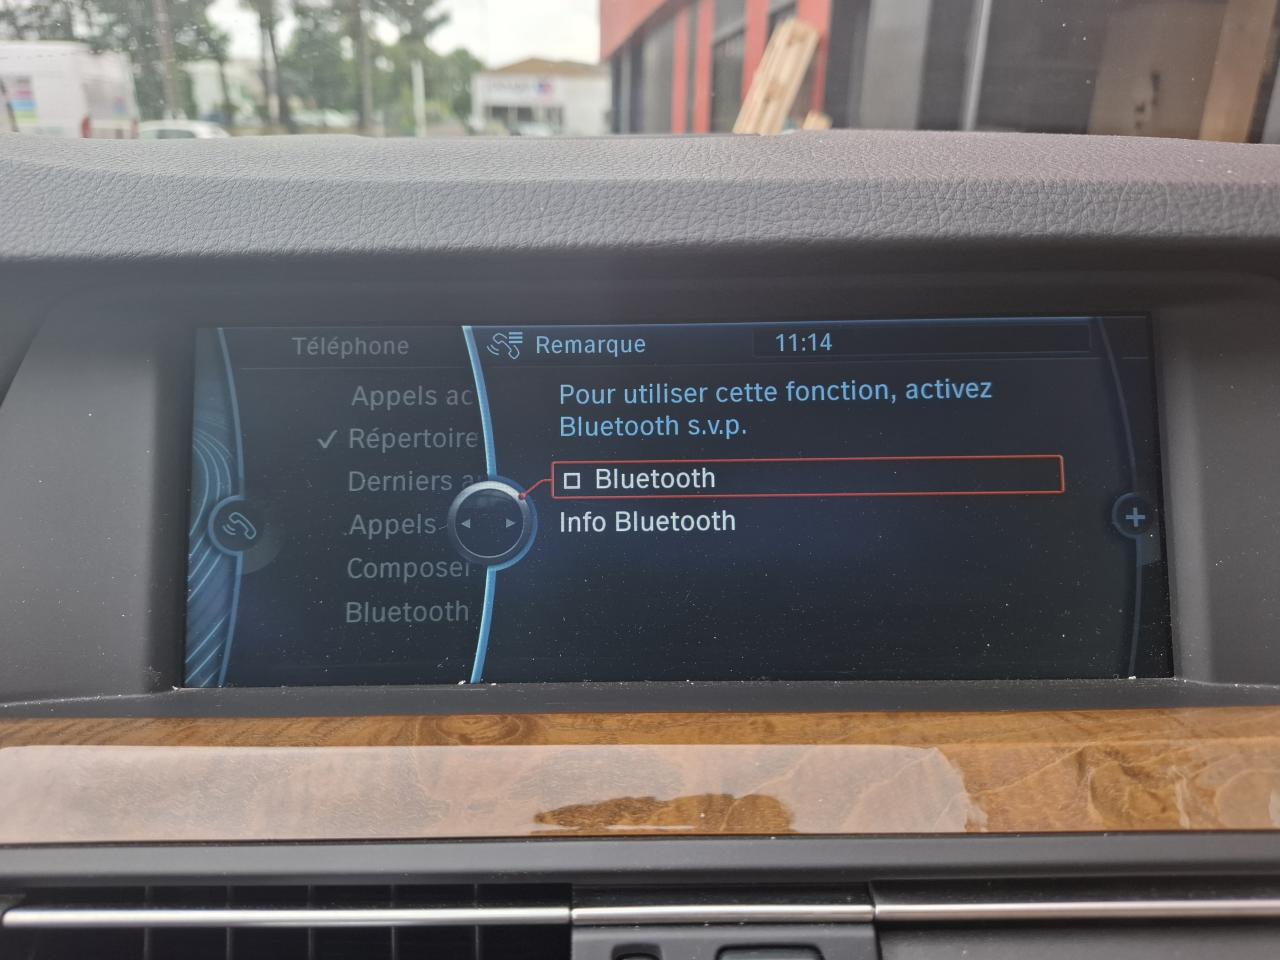 Téléphone
Appels ac
✓ Répertoire
Derniers a
Appels
Composer
Bluetooth
Remarque
11:14
Pour utiliser cette fonction, activez
Bluetooth s.v.p.
Bluetooth
Info Bluetooth